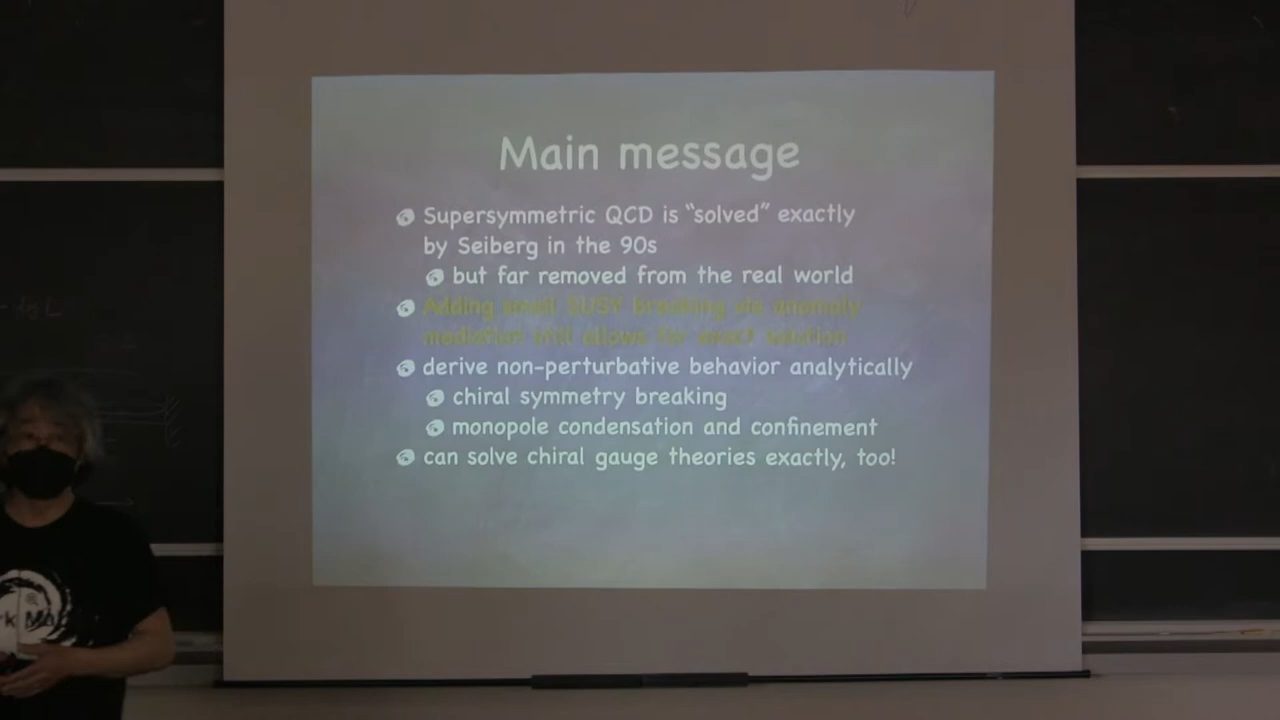 Main message
Supersymmetric QCD is “solved” exactly
by Seiberg in the 90s
but far removed from the real world
Adding small SUSY breaking via anomaly
mediation still allows for exact solution
derive non-perturbative behavior analytically
chiral symmetry breaking
monopole condensation and confinement
can solve chiral gauge theories exactly, too!